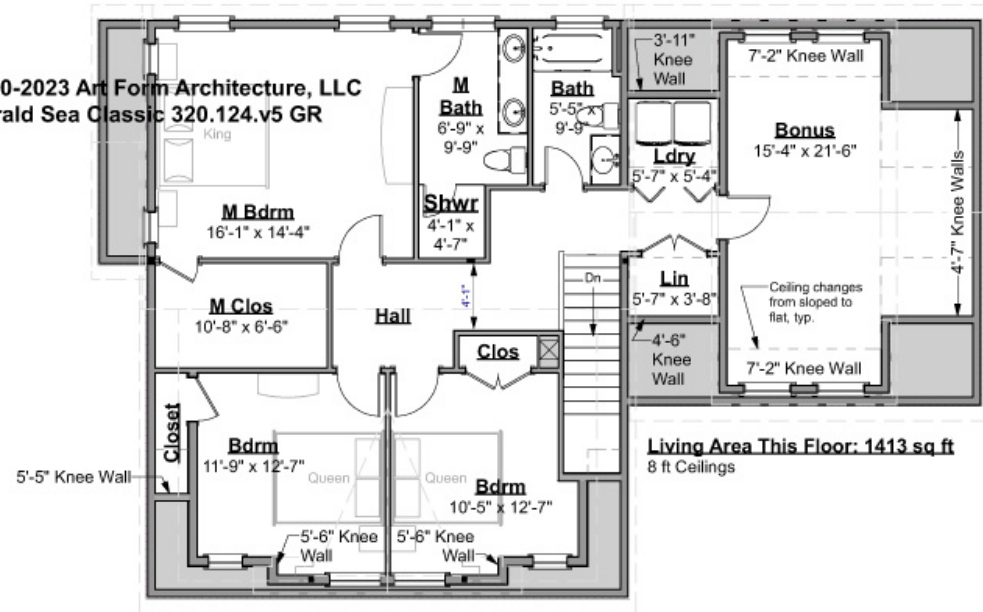 0-2023 Art Form Architecture, LLC
rald Sea Classic 320.124.v5 GR
King
M Bdrm
16'-1" x 14'-4"
M
Bath
6'-9" x
9'-9"
Shwr
4'-1" x
4'-7"
Bath
5'-5" x
9'-9"
3'-11"
Knee
Wall
Ldry
5'-7" x 5'-4"
7'-2" Knee Wall
Bonus
15'-4" x 21'-6"
4'-7" Knee Walls
M Clos
10'-8" x 6'-6"
Hall
4'-1"
Dn
Lin
5'-7" x 3'-8"
Ceiling changes
from sloped to
flat, typ.
4'-6"
Knee
Wall
7'-2" Knee Wall
Clos
Closet
5'-5" Knee Wall
Bdrm
11'-9" x 12'-7"
Queen
5'-6" Knee
Wall
Queen
Bdrm
10'-5" x 12'-7"
5'-6" Knee
Wall
Living Area This Floor: 1413 sq ft
8 ft Ceilings